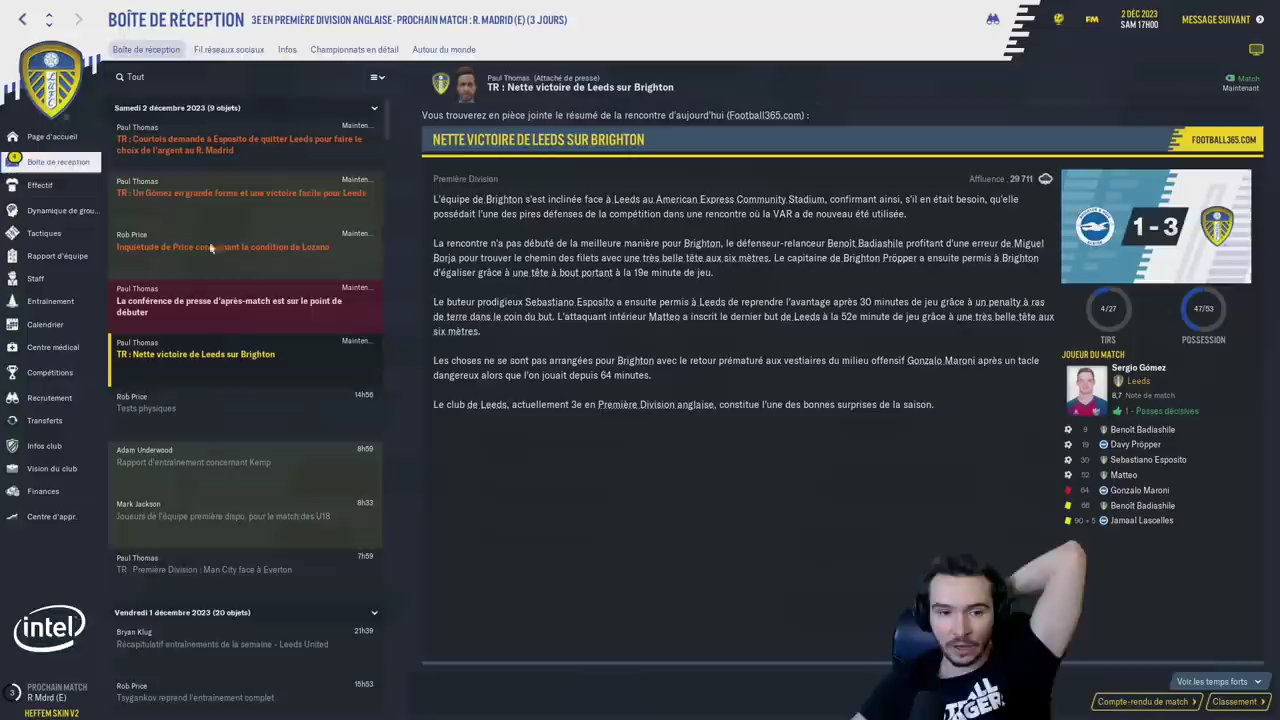 BOÎTE DE RÉCEPTION
3E EN PREMIÈRE DIVISION ANGLAISE - PROCHAIN MATCH : R. MADRID (E) (3 JOURS)
FM
2 DÉC 2023
SAM 17H00
MESSAGE SUIVANT
Boîte de réception
Fil réseaux sociaux
Infos
Championnats en détail
Autour du monde
Page d'accueil
Boîte de réception
Effectif
Dynamique de grou...
Tactiques
Rapport d'équipe
Staff
Entraînement
Calendrier
Centre médical
Compétitions
Recrutement
Transferts
Infos club
Vision du club
Finances
Centre d'appr.
intel
3
PROCHAIN MATCH
R Mdrd (E)
HEFFEM SKIN V2
Tout
Samedi 2 décembre 2023 (9 objets)
Paul Thomas
Mainten...
TR : Courtois demande à Esposito de quitter Leeds pour faire le
choix de l'argent au R. Madrid
Paul Thomas
Mainten...
TR : Un Gómez en grande forme et une victoire facile pour Leeds
Rob Price
Mainten...
Inquiétude de Price concernant la condition de Lozano
Paul Thomas
Mainten...
La conférence de presse d'après-match est sur le point de
débuter
Paul Thomas
Mainten...
TR : Nette victoire de Leeds sur Brighton
Rob Price
14h56
Tests physiques
Adam Underwood
8h59
Rapport d'entraînement concernant Kemp
Mark Jackson
8h33
Joueurs de l'équipe première dispo. pour le match des U18
Paul Thomas
7h59
TR : Première Division : Man City face à Everton
Vendredi 1 décembre 2023 (20 objets)
Bryan Klug
21h39
Récapitulatif entraînements de la semaine - Leeds United
Rob Price
15h53
Tsygankov reprend l'entraînement complet
Paul Thomas (Attaché de presse)
TR : Nette victoire de Leeds sur Brighton
Match
Maintenant
Vous trouverez en pièce jointe le résumé de la rencontre d'aujourd'hui (Football365.com) :
NETTE VICTOIRE DE LEEDS SUR BRIGHTON
FOOTBALL365.COM
Première Division
Affluence : 29 711
L'équipe de Brighton s'est inclinée face à Leeds au American Express Community Stadium, confirmant ainsi, s'il en était besoin, qu'elle
possédait l'une des pires défenses de la compétition dans une rencontre où la VAR a de nouveau été utilisée.
La rencontre n'a pas débuté de la meilleure manière pour Brighton, le défenseur-relanceur Benoît Badiashile profitant d'une erreur de Miguel
Borja pour trouver le chemin des filets avec une très belle tête aux six mètres. Le capitaine de Brighton Pröpper a ensuite permis à Brighton
d'égaliser grâce à une tête à bout portant à la 19e minute de jeu.
Le buteur prodigieux Sebastiano Esposito a ensuite permis à Leeds de reprendre l'avantage après 30 minutes de jeu grâce à un penalty à ras
de terre dans le coin du but. L'attaquant intérieur Matteo a inscrit le dernier but de Leeds à la 52e minute de jeu grâce à une très belle tête aux
six mètres.
Les choses ne se sont pas arrangées pour Brighton avec le retour prématuré aux vestiaires du milieu offensif Gonzalo Maroni après un tacle
dangereux alors que l'on jouait depuis 64 minutes.
Le club de Leeds, actuellement 3e en Première Division anglaise, constitue l'une des bonnes surprises de la saison.
1 - 3
4/27
TIRS
47/53
POSSESSION
JOUEUR DU MATCH
Sergio Gómez
Leeds
8,7 Note de match
1 - Passes décisives
9 Benoît Badiachile
19 Davy Pröpper
30 Sebastiano Esposito
52 Matteo
64 Gonzalo Maroni
66 Benoît Badiachile
90 + 5 Jamaal Lascelles
Voir les temps forts
Compte-rendu de match
Classement